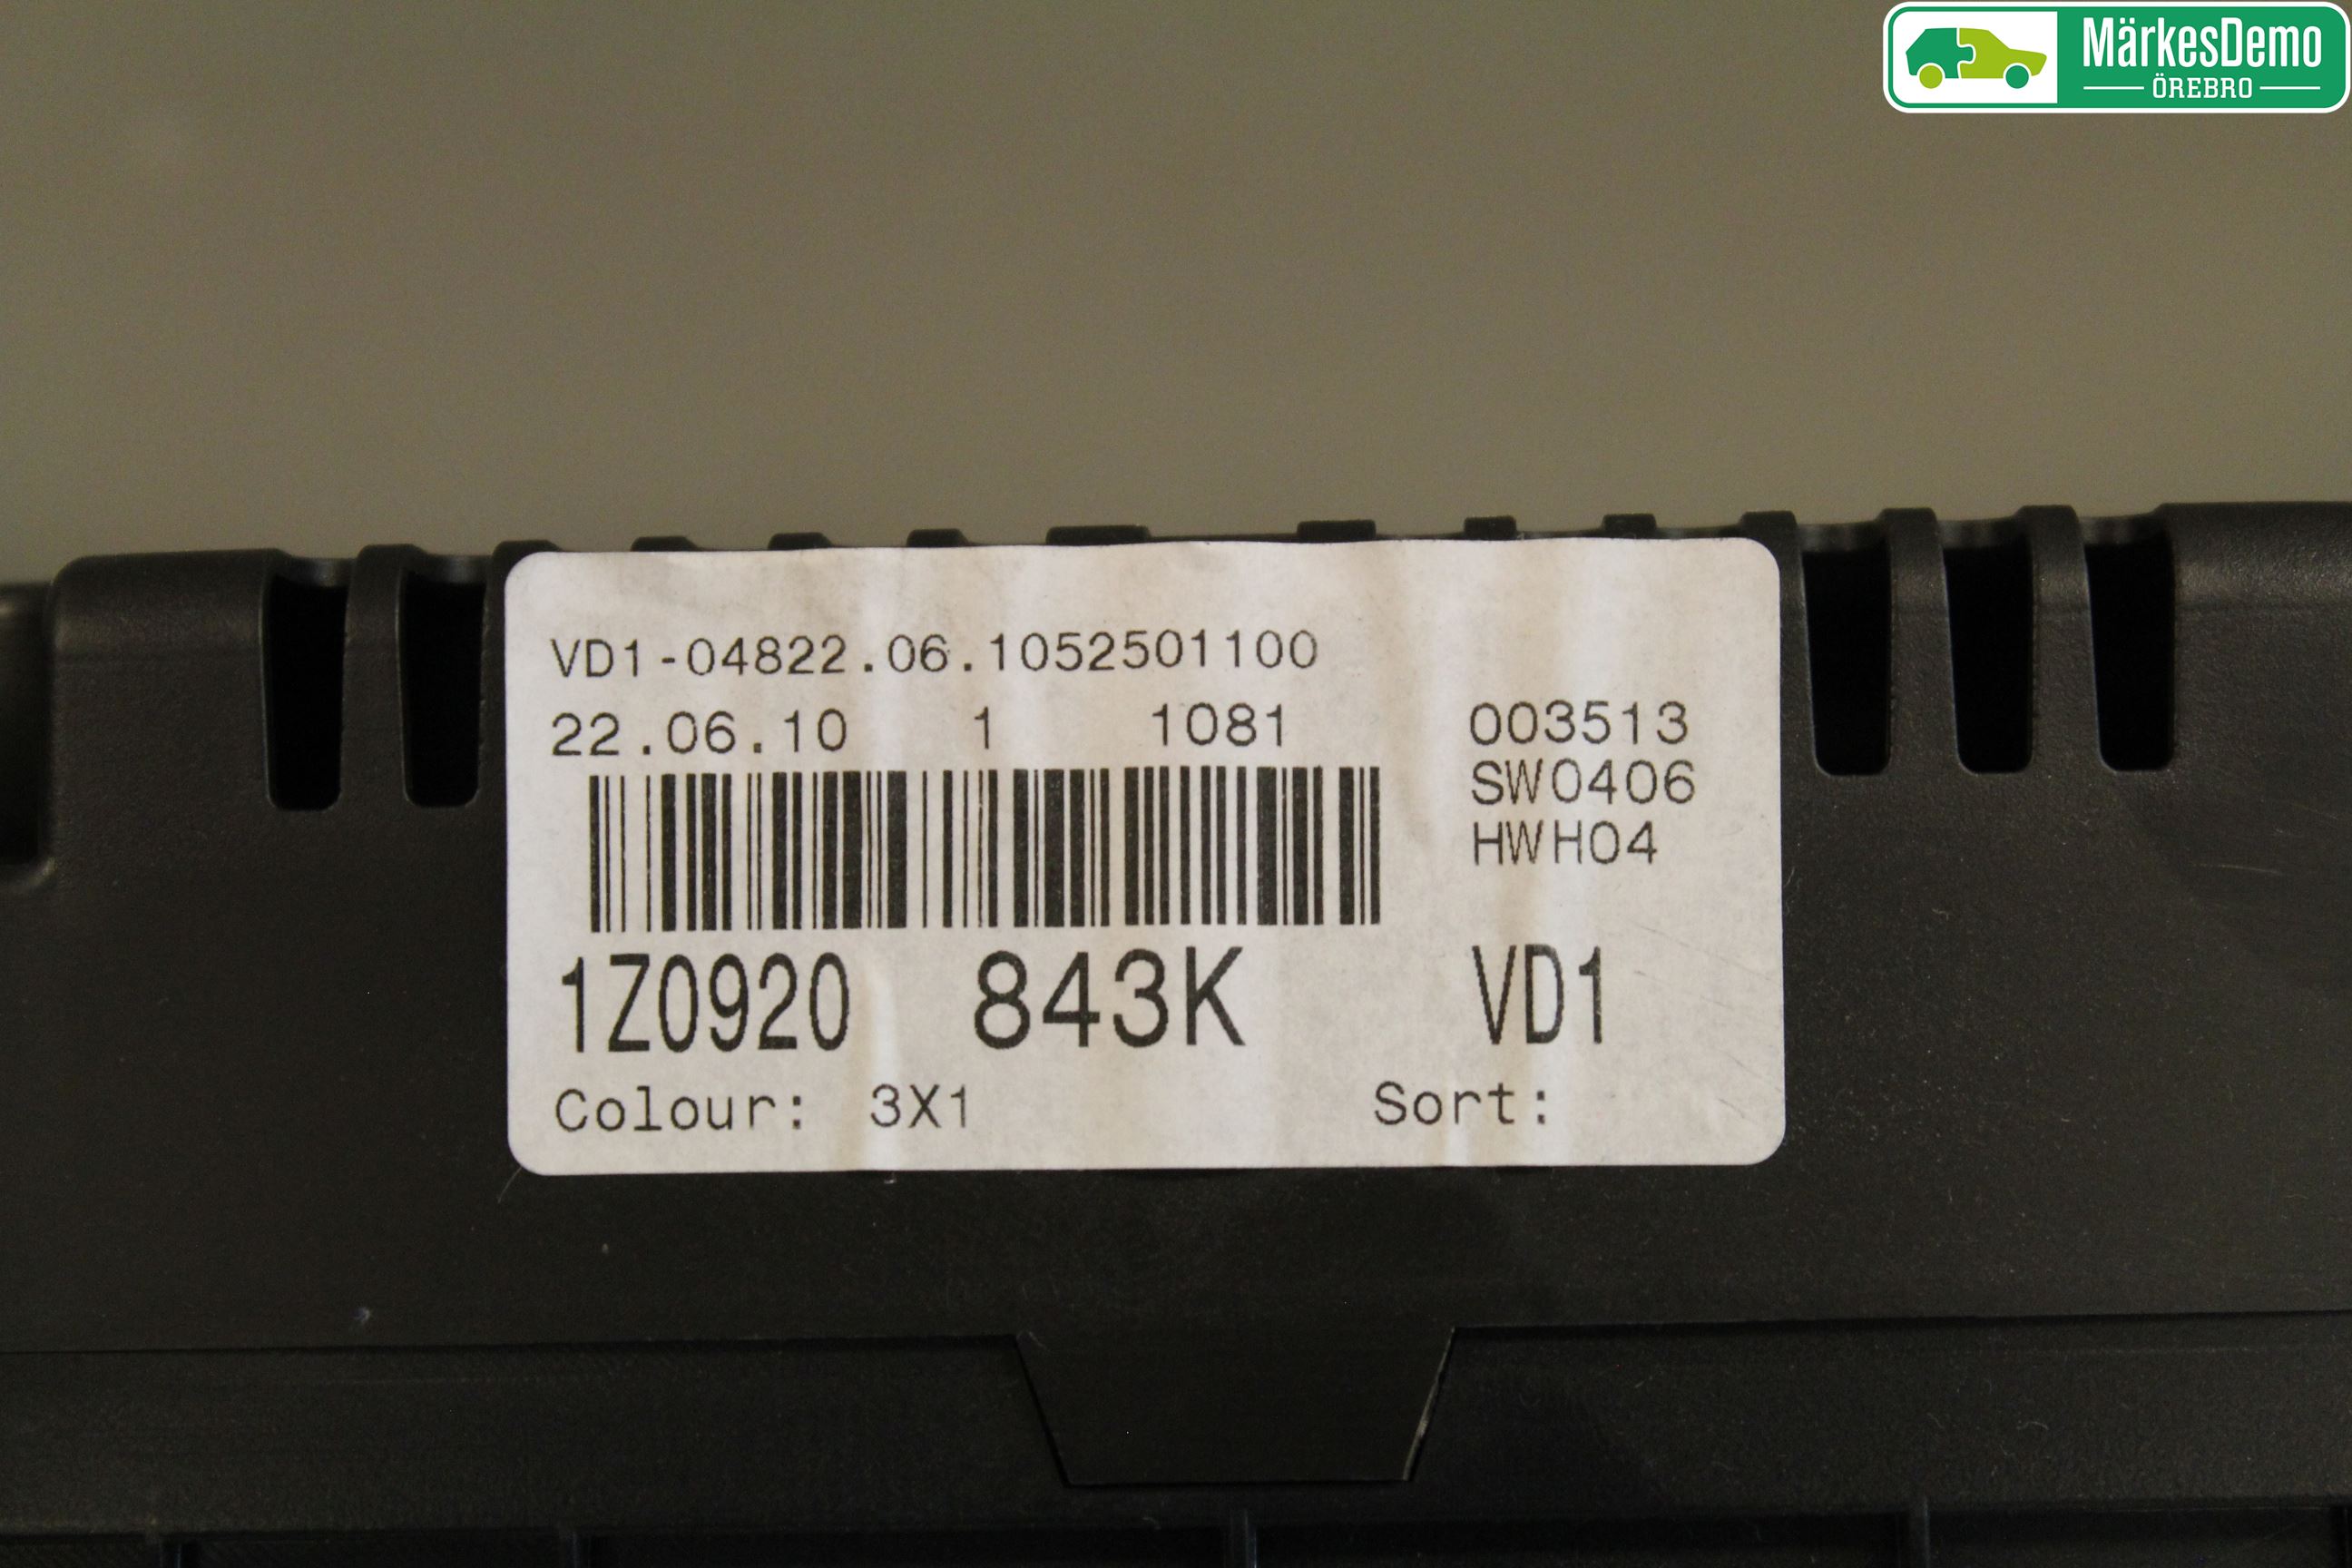 MärkesDemo
ÖREBRO
VD1-04822.06.1052501100
22.06.10 1 1081 003513
SW0406
HWH04
1Z0920 843K VD1
Colour: 3X1 Sort: